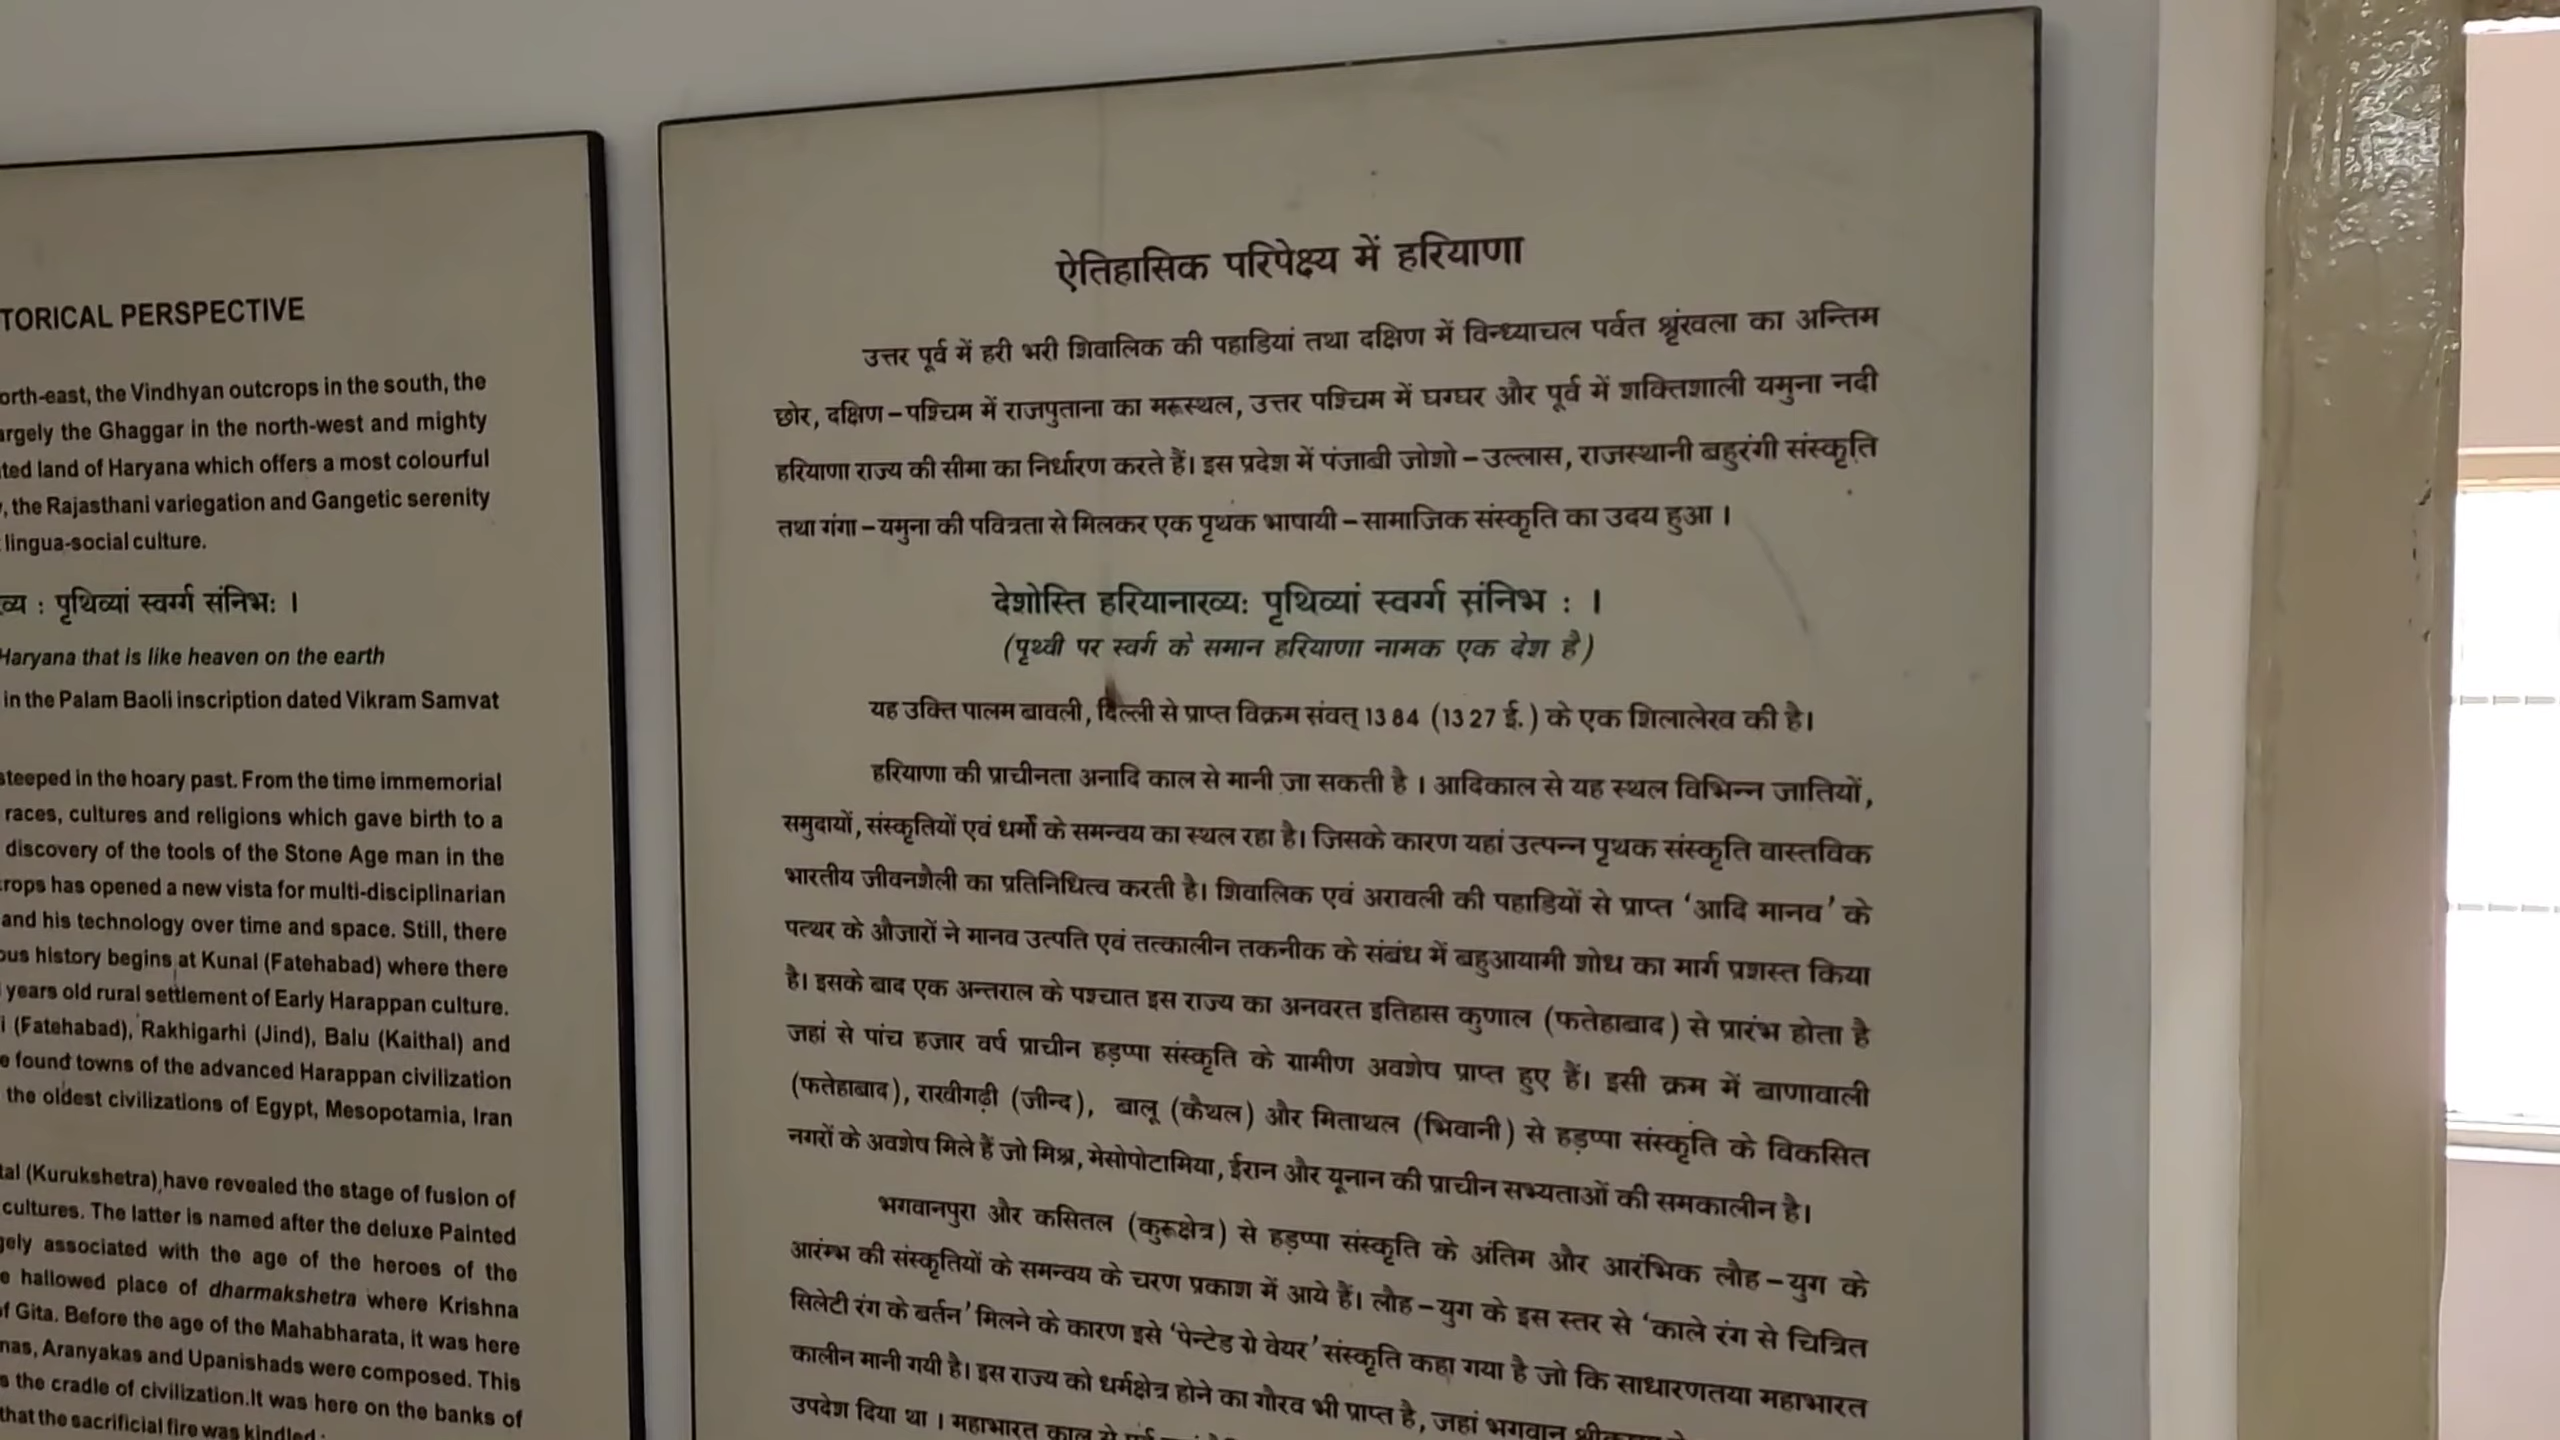 TORICAL PERSPECTIVE
orth-east, the Vindhyan outcrops in the south, the
argely the Ghaggar in the north-west and mighty
ted land of Haryana which offers a most colourful
, the Rajasthani variegation and Gangetic serenity
lingua-social culture.
ख्य : पृथिव्यां स्वर्ग्ग संनिभः ।
Haryana that is like heaven on the earth
in the Palam Baoli inscription dated Vikram Samvat
steeped in the hoary past. From the time immemorial
races, cultures and religions which gave birth to a
discovery of the tools of the Stone Age man in the
rops has opened a new vista for multi-disciplinarian
and his technology over time and space. Still, there
ous history begins at Kunal (Fatehabad) where there
years old rural settlement of Early Harappan culture.
i (Fatehabad), Rakhigarhi (Jind), Balu (Kaithal) and
e found towns of the advanced Harappan civilization
the oldest civilizations of Egypt, Mesopotamia, Iran
tal (Kurukshetra) have revealed the stage of fusion of
cultures. The latter is named after the deluxe Painted
gely associated with the age of the heroes of the
e hallowed place of dharmakshetra where Krishna
of Gita. Before the age of the Mahabharata, it was here
nas, Aranyakas and Upanishads were composed. This
s the cradle of civilization.It was here on the banks of
that the sacrificial fire was kindled :
ऐतिहासिक परिपेक्ष्य में हरियाणा
उत्तर पूर्व में हरी भरी शिवालिक की पहाडियां तथा दक्षिण में विन्ध्याचल पर्वत श्रृंखला का अन्तिम
छोर, दक्षिण – पश्चिम में राजपुताना का मरूस्थल, उत्तर पश्चिम में घग्घर और पूर्व में शक्तिशाली यमुना नदी
हरियाणा राज्य की सीमा का निर्धारण करते हैं। इस प्रदेश में पंजाबी जोशो – उल्लास, राजस्थानी बहुरंगी संस्कृति
तथा गंगा – यमुना की पवित्रता से मिलकर एक पृथक भाषायी – सामाजिक संस्कृति का उदय हुआ ।
देशोस्ति हरियानाख्यः पृथिव्यां स्वर्ग्ग संनिभ : ।
(पृथ्वी पर स्वर्ग के समान हरियाणा नामक एक देश है)
यह उक्ति पालम बावली, दिल्ली से प्राप्त विक्रम संवत् 1384 (1327 ई.) के एक शिलालेख की है।
हरियाणा की प्राचीनता अनादि काल से मानी जा सकती है । आदिकाल से यह स्थल विभिन्न जातियों,
समुदायों, संस्कृतियों एवं धर्मों के समन्वय का स्थल रहा है। जिसके कारण यहां उत्पन्न पृथक संस्कृति वास्तविक
भारतीय जीवनशैली का प्रतिनिधित्व करती है। शिवालिक एवं अरावली की पहाडियों से प्राप्त ‘आदि मानव’ के
पत्थर के औजारों ने मानव उत्पति एवं तत्कालीन तकनीक के संबंध में बहुआयामी शोध का मार्ग प्रशस्त किया
है। इसके बाद एक अन्तराल के पश्चात इस राज्य का अनवरत इतिहास कुणाल (फतेहाबाद) से प्रारंभ होता है
जहां से पांच हजार वर्ष प्राचीन हड़प्पा संस्कृति के ग्रामीण अवशेष प्राप्त हुए हैं। इसी क्रम में बाणावाली
(फतेहाबाद), राखीगढ़ी (जीन्द), बालू (कैथल) और मिताथल (भिवानी) से हड़प्पा संस्कृति के विकसित
नगरों के अवशेष मिले हैं जो मिश्र, मेसोपोटामिया, ईरान और यूनान की प्राचीन सभ्यताओं की समकालीन है।
भगवानपुरा और कसितल (कुरूक्षेत्र) से हड़प्पा संस्कृति के अंतिम और आरंभिक लौह – युग के
आरंम्भ की संस्कृतियों के समन्वय के चरण प्रकाश में आये हैं। लौह – युग के इस स्तर से ‘काले रंग से चित्रित
सिलेटी रंग के बर्तन’ मिलने के कारण इसे ‘पेन्टेड ग्रे वेयर’ संस्कृति कहा गया है जो कि साधारणतया महाभारत
कालीन मानी गयी है। इस राज्य को धर्मक्षेत्र होने का गौरव भी प्राप्त है, जहां भगवान
उपदेश दिया था । महाभारत काल